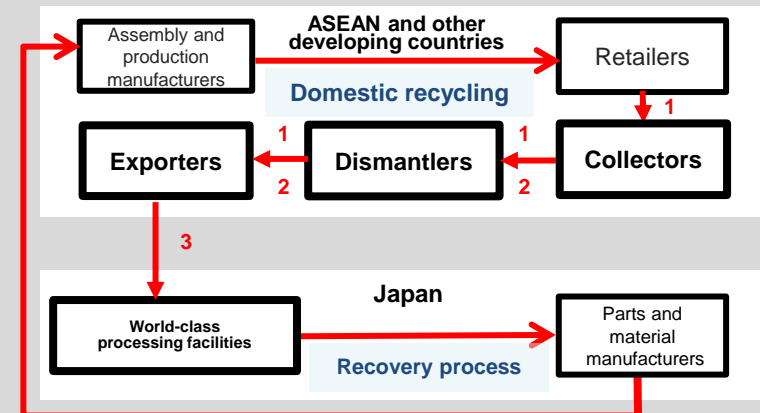 ASEAN and other
developing countries
Assembly and
production
manufacturers
Retailers
Domestic recycling
1
Exporters
1
2
Dismantlers
1
2
Collectors
3
Japan
World-class
processing facilities
Parts and
material
manufacturers
Recovery process